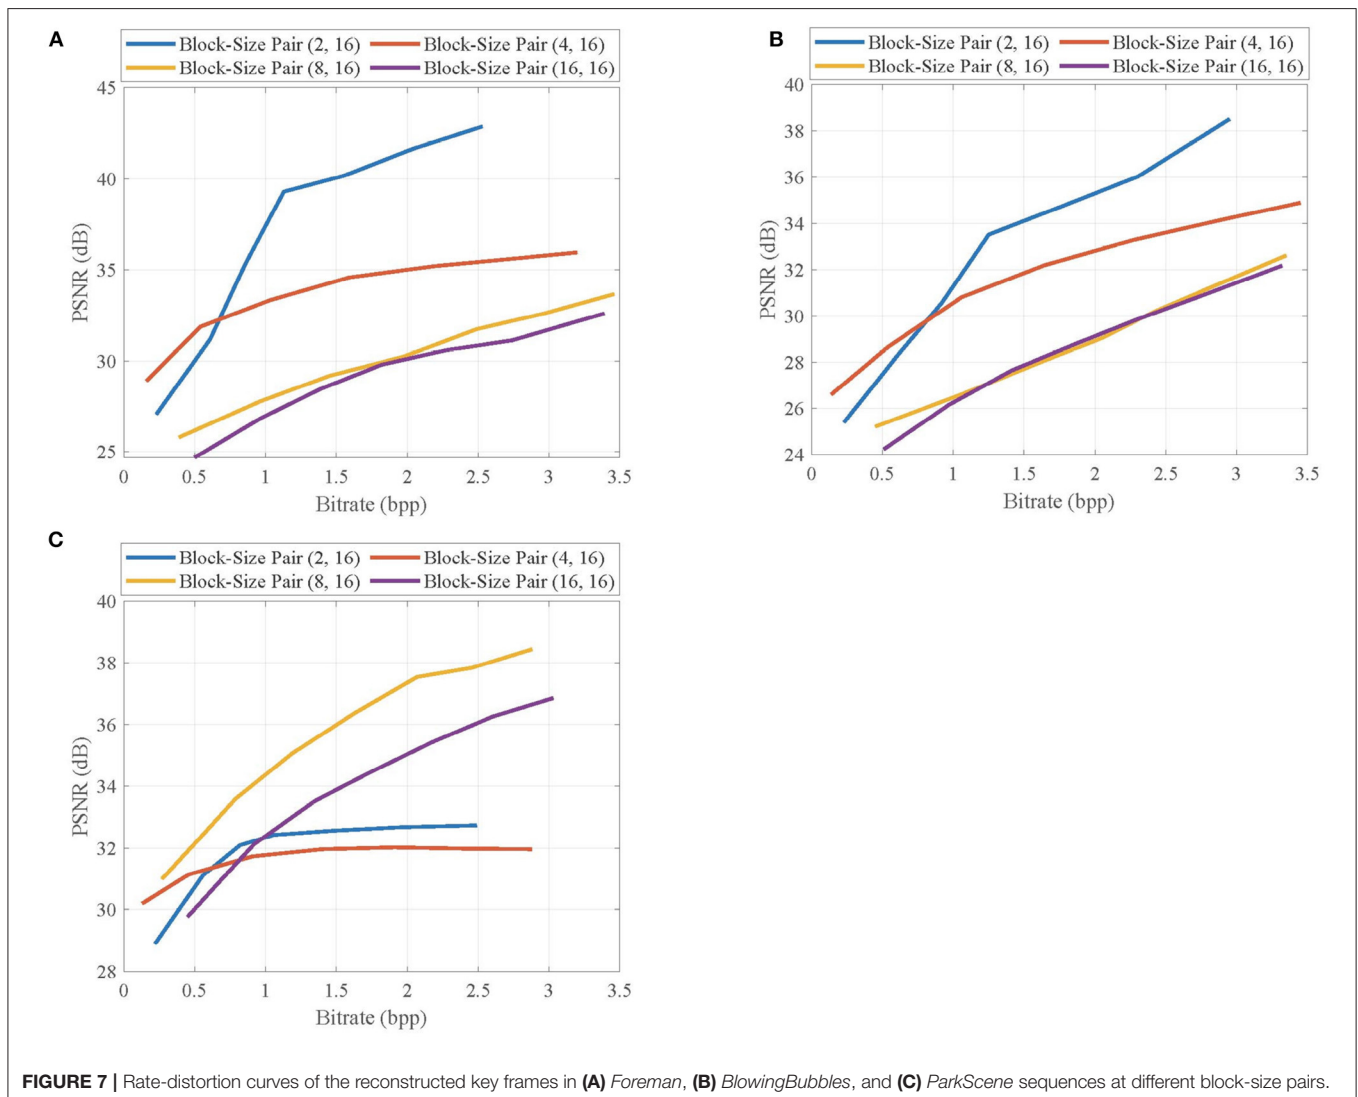 A
Block-Size Pair (2, 16) Block-Size Pair (4, 16)
Block-Size Pair (8, 16) Block-Size Pair (16, 16)
45
40
35
30
25
PSNR (dB)
0 0.5 1 1.5 2 2.5 3 3.5
Bitrate (bpp)
B
Block-Size Pair (2, 16) Block-Size Pair (4, 16)
Block-Size Pair (8, 16) Block-Size Pair (16, 16)
40
38
36
34
32
30
28
26
24
PSNR (dB)
0 0.5 1 1.5 2 2.5 3 3.5
Bitrate (bpp)
C
Block-Size Pair (2, 16) Block-Size Pair (4, 16)
Block-Size Pair (8, 16) Block-Size Pair (16, 16)
40
38
36
34
32
30
28
PSNR (dB)
0 0.5 1 1.5 2 2.5 3 3.5
Bitrate (bpp)
FIGURE 7 | Rate-distortion curves of the reconstructed key frames in (A) Foreman, (B) BlowingBubbles, and (C) ParkScene sequences at different block-size pairs.